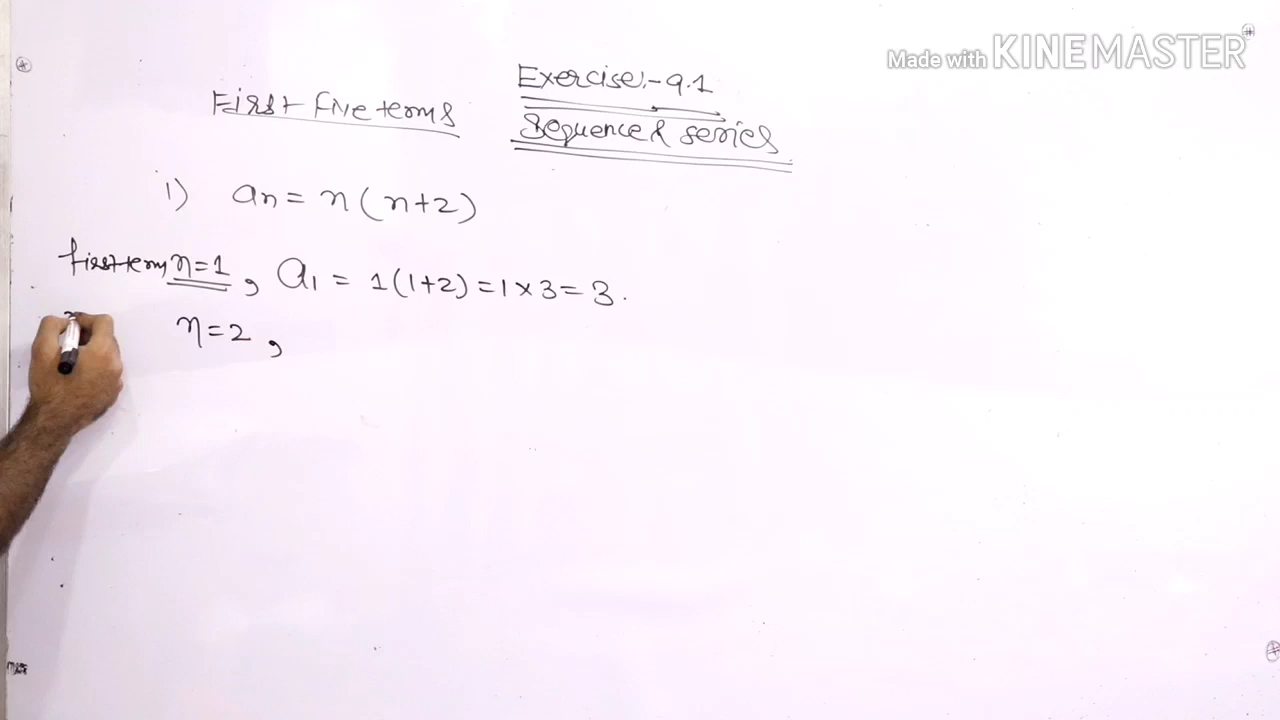 Made with KINEMASTER
Exercise:-9.1
First five terms
Sequence & series
i) an = n(n+2)
first term n=1, a1 = 1(1+2) = 1×3 = 3.
n=2,